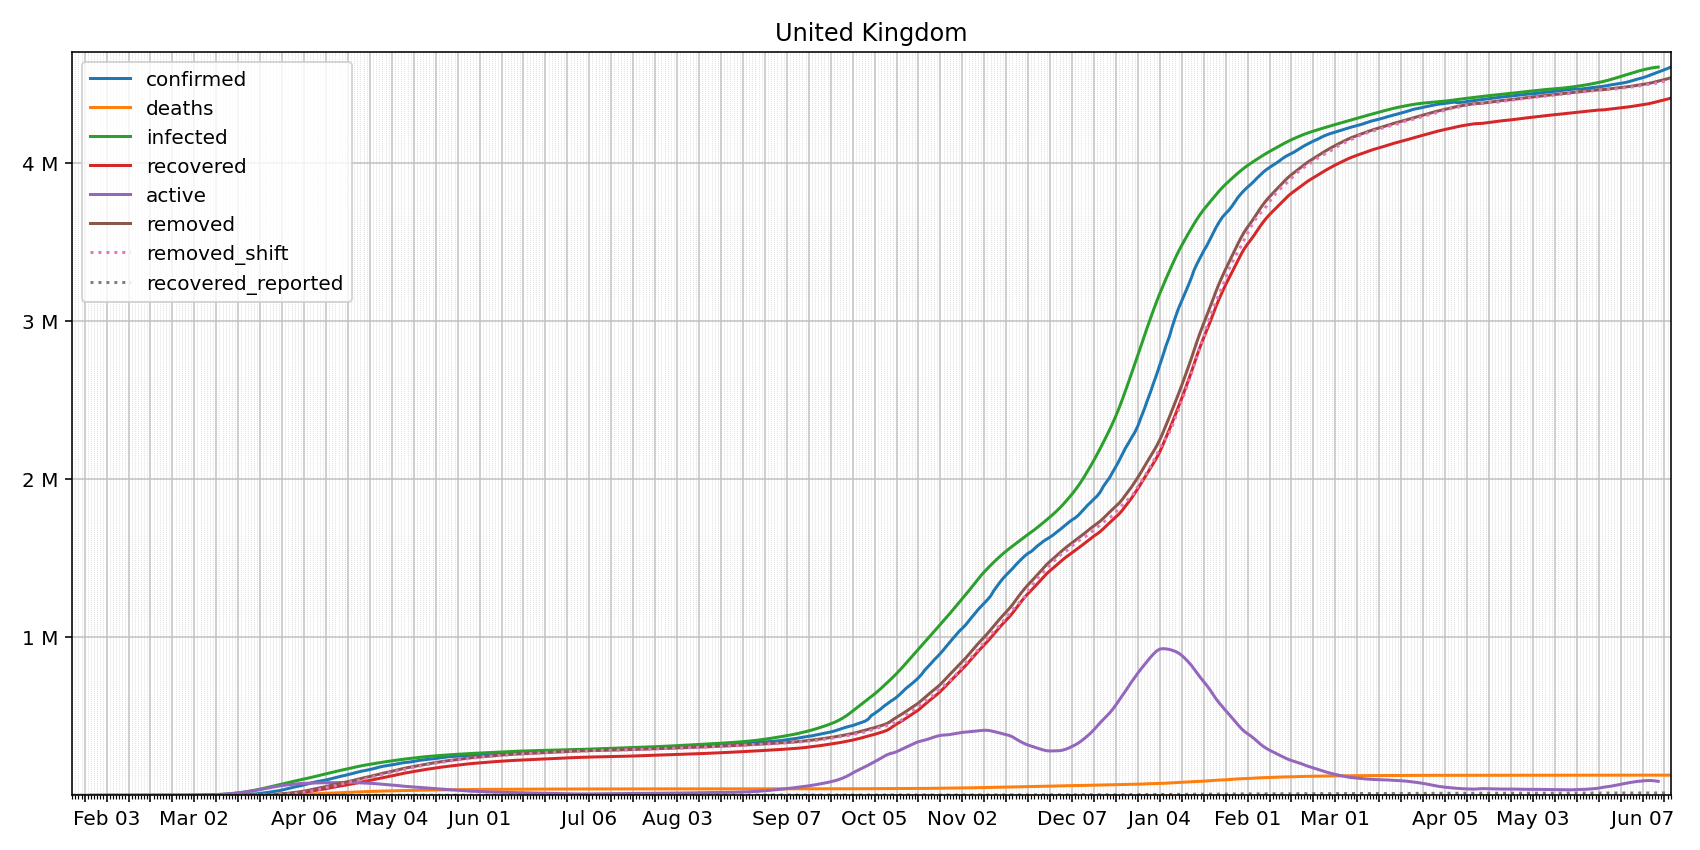 United Kingdom
confirmed
deaths
infected
recovered
active
removed
removed_shift
recovered_reported
4 M
3 M
2 M
1 M
Feb 03 Mar 02 Apr 06 May 04 Jun 01 Jul 06 Aug 03 Sep 07 Oct 05 Nov 02 Dec 07 Jan 04 Feb 01 Mar 01 Apr 05 May 03 Jun 07